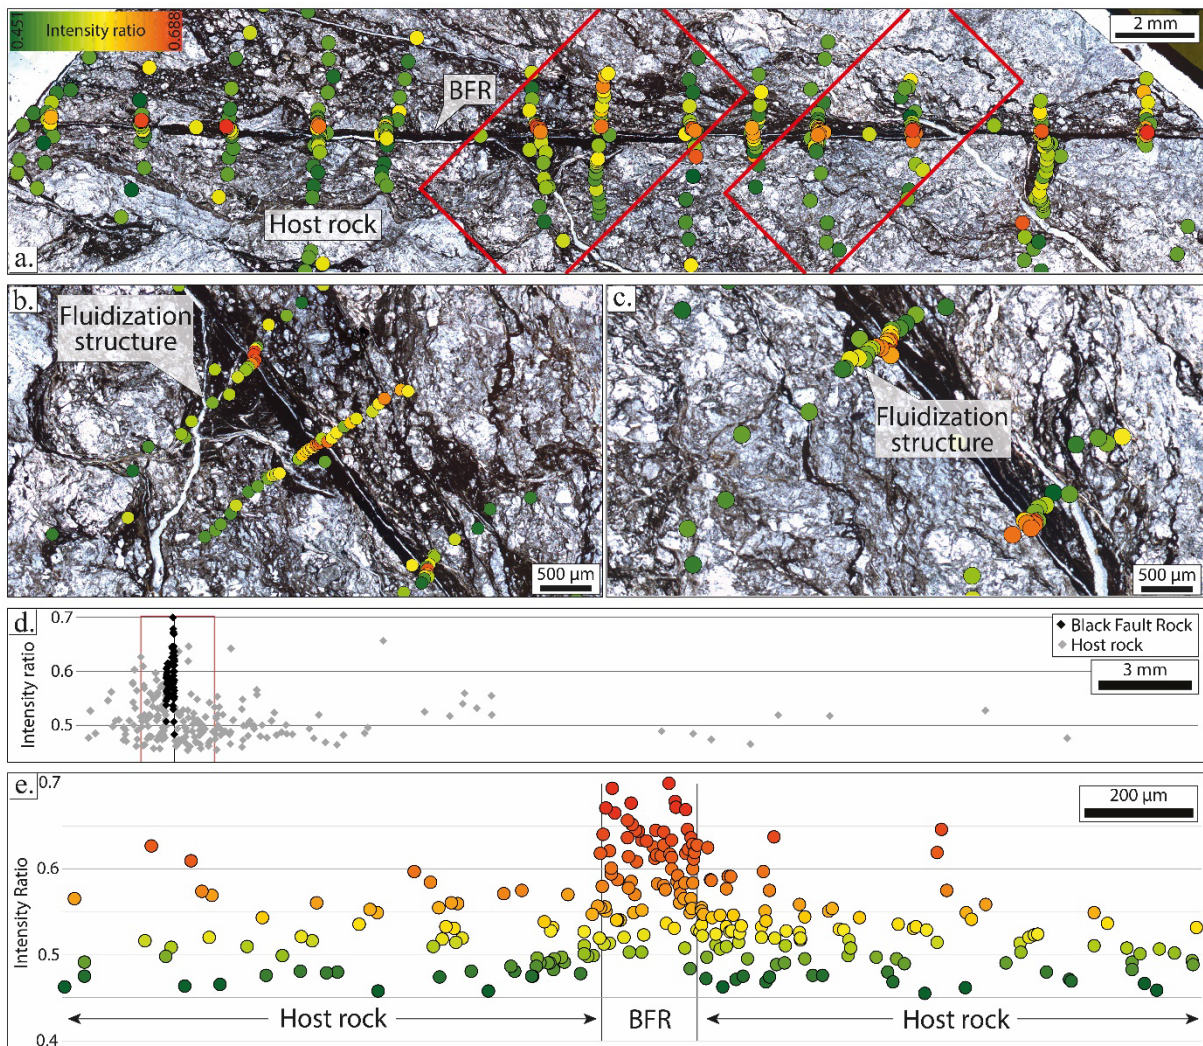 0.451
Intensity ratio
0.688
2 mm
BFR
Host rock
a.
b.
Fluidization
structure
500 µm
c.
Fluidization
structure
500 µm
d.
0.7
0.6
0.5
Intensity ratio
Black Fault Rock
Host rock
3 mm
e.
0.7
0.6
0.5
0.4
Intensity Ratio
200 µm
Host rock
BFR
Host rock